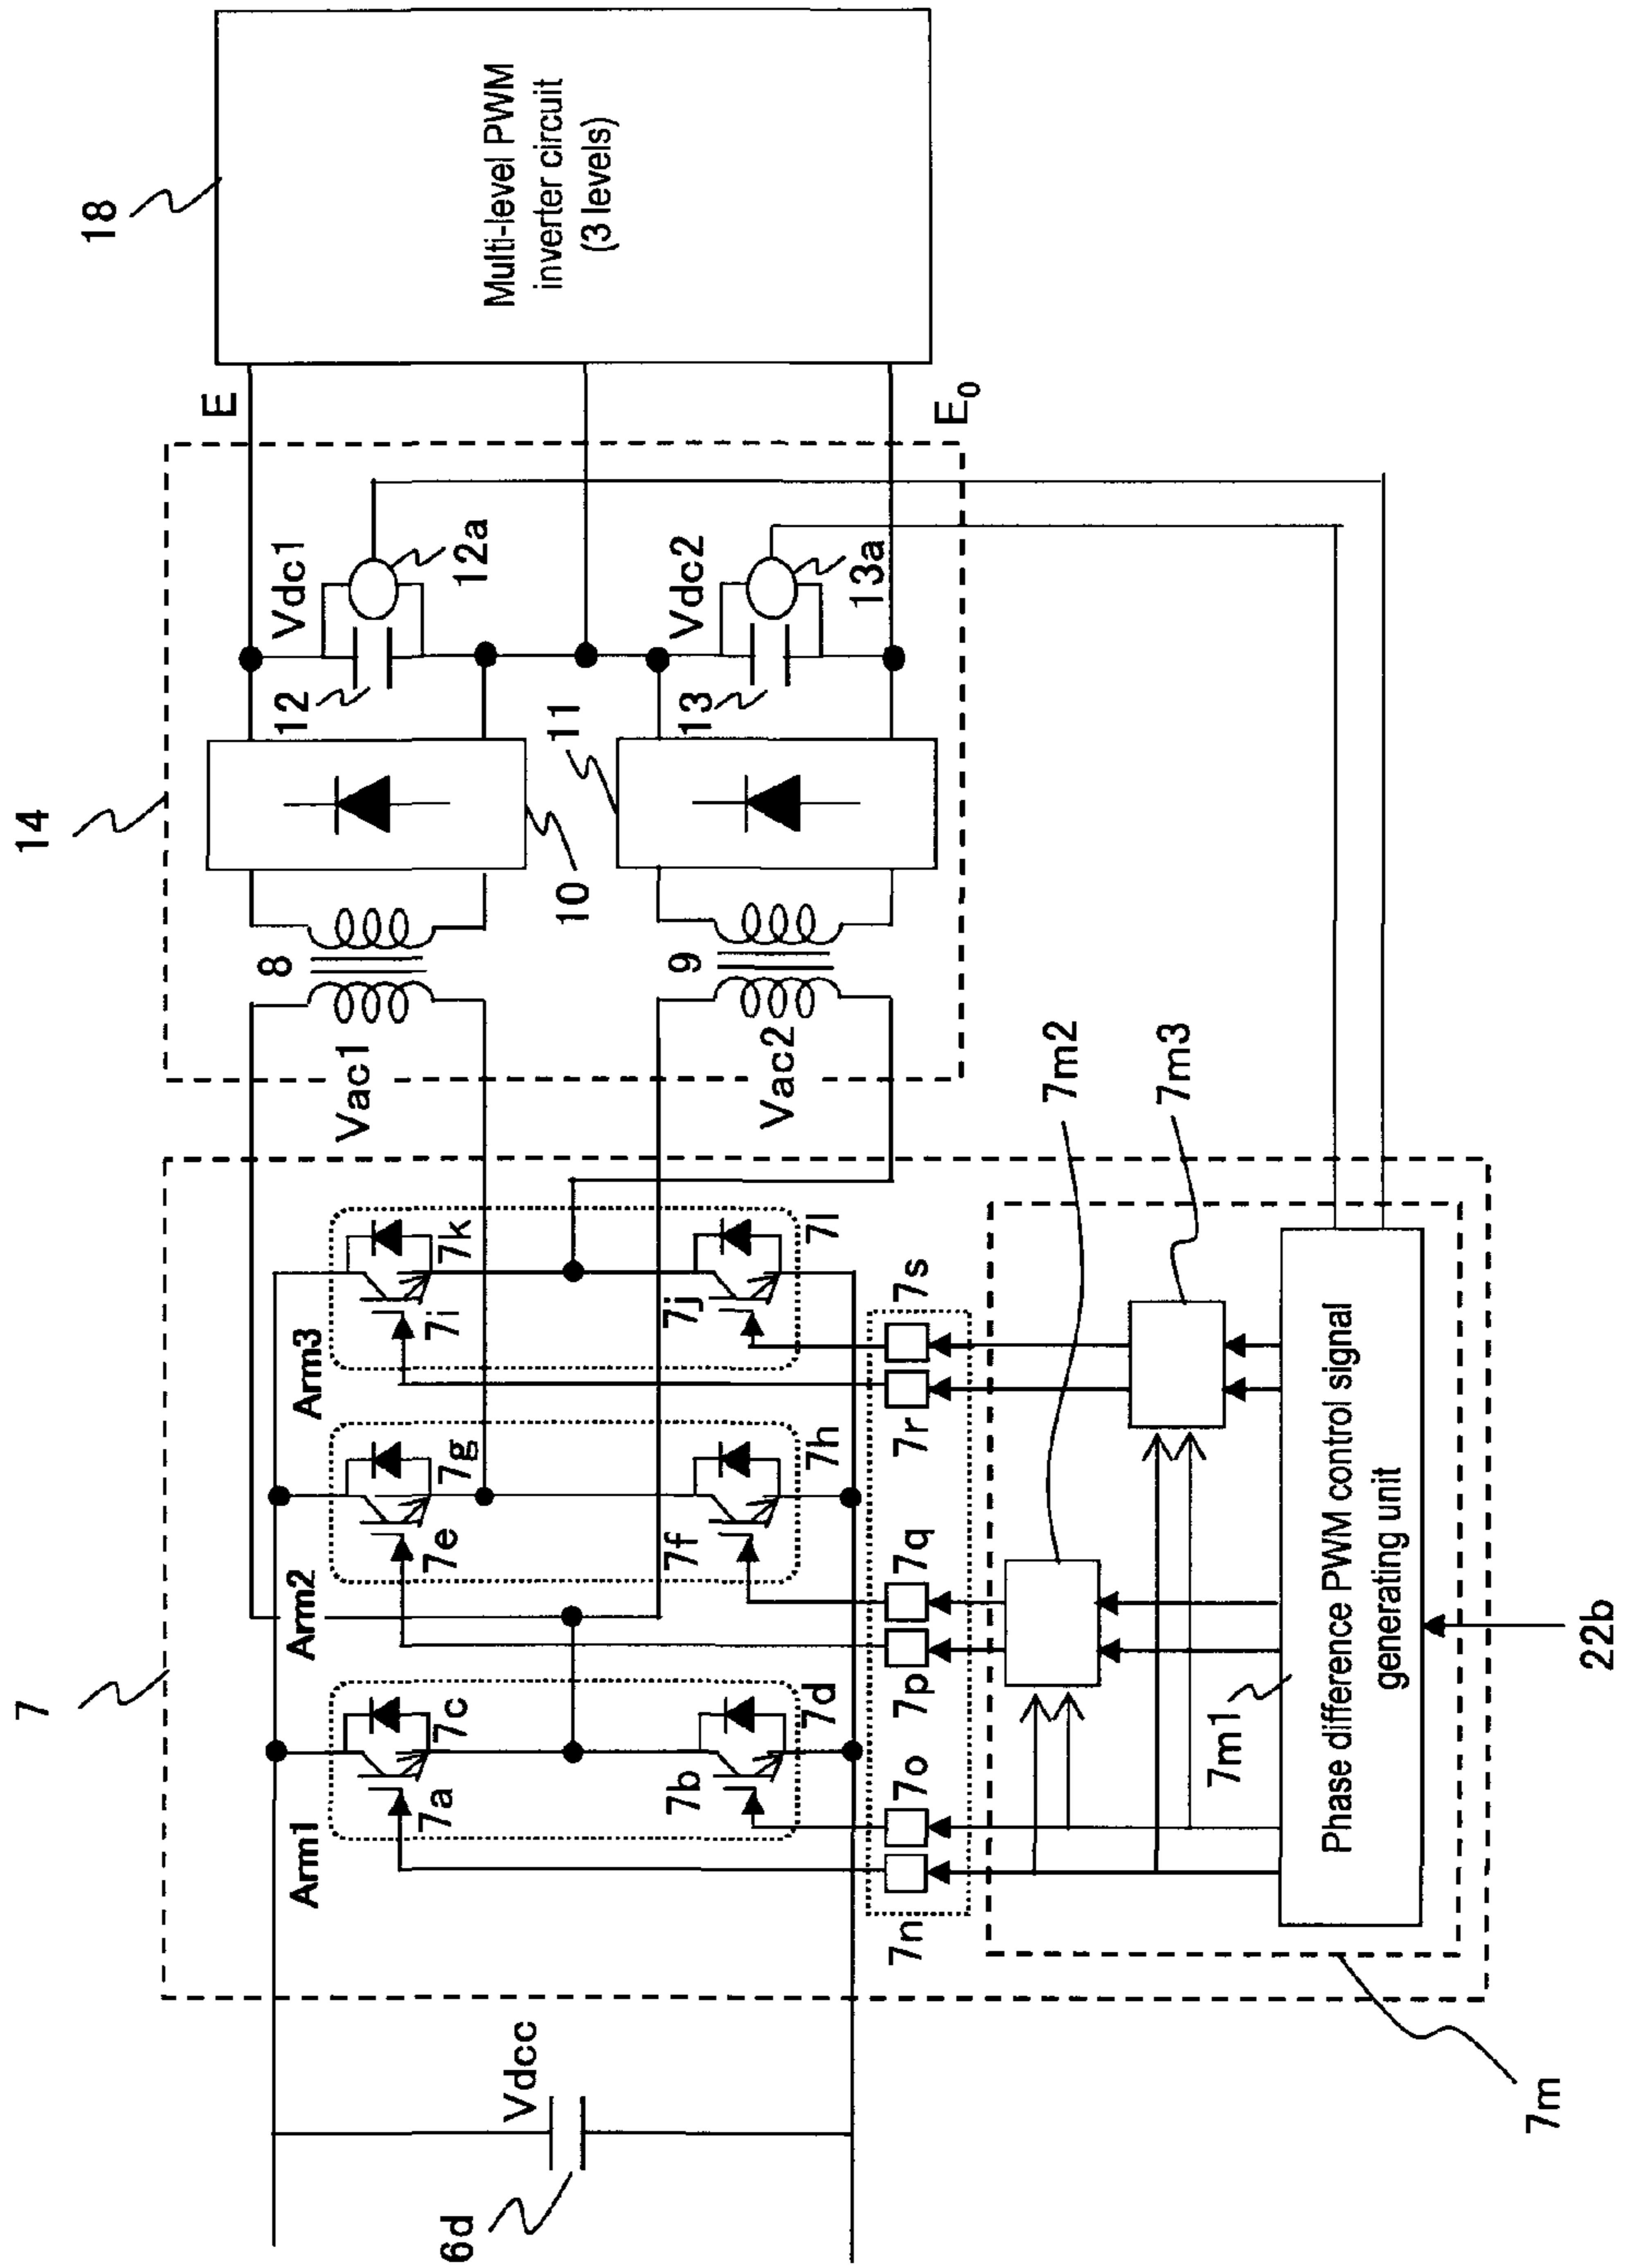 7
14
18
Multi-level PWM
inverter circuit
(3 levels)
E
E0
Vdcc
6d
Arm1
Arm2
Arm3
7a
7b
7c
7d
7e
7f
7g
7h
7i
7j
7k
7l
Vac1
Vac2
8
9
10
11
12
13
Vdc1
12a
Vdc2
13a
7n
7o
7p
7q
7r
7s
7m2
7m3
7m1
Phase difference PWM control signal
generating unit
7m
22b